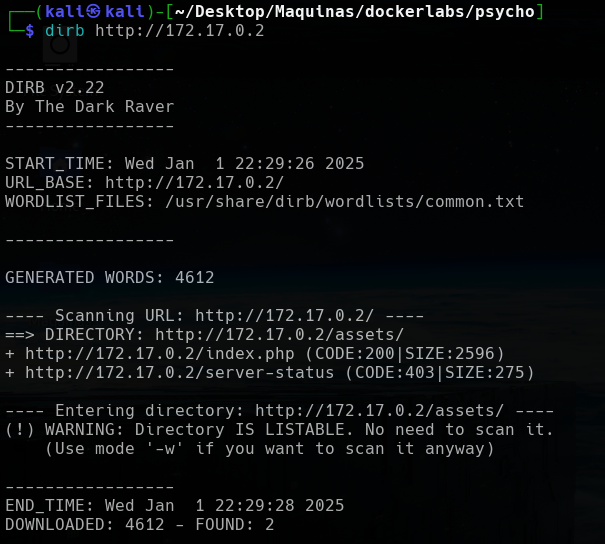 ┌──(kali㉿kali)-[~/Desktop/Maquinas/dockerlabs/psycho]
└─$ dirb http://172.17.0.2
-----------------
DIRB v2.22
By The Dark Raver
-----------------
START_TIME: Wed Jan  1 22:29:26 2025
URL_BASE: http://172.17.0.2/
WORDLIST_FILES: /usr/share/dirb/wordlists/common.txt
-----------------
GENERATED WORDS: 4612
---- Scanning URL: http://172.17.0.2/ ----
==> DIRECTORY: http://172.17.0.2/assets/
+ http://172.17.0.2/index.php (CODE:200|SIZE:2596)
+ http://172.17.0.2/server-status (CODE:403|SIZE:275)
---- Entering directory: http://172.17.0.2/assets/ ----
(!) WARNING: Directory IS LISTABLE. No need to scan it.
    (Use mode '-w' if you want to scan it anyway)
-----------------
END_TIME: Wed Jan  1 22:29:28 2025
DOWNLOADED: 4612 - FOUND: 2